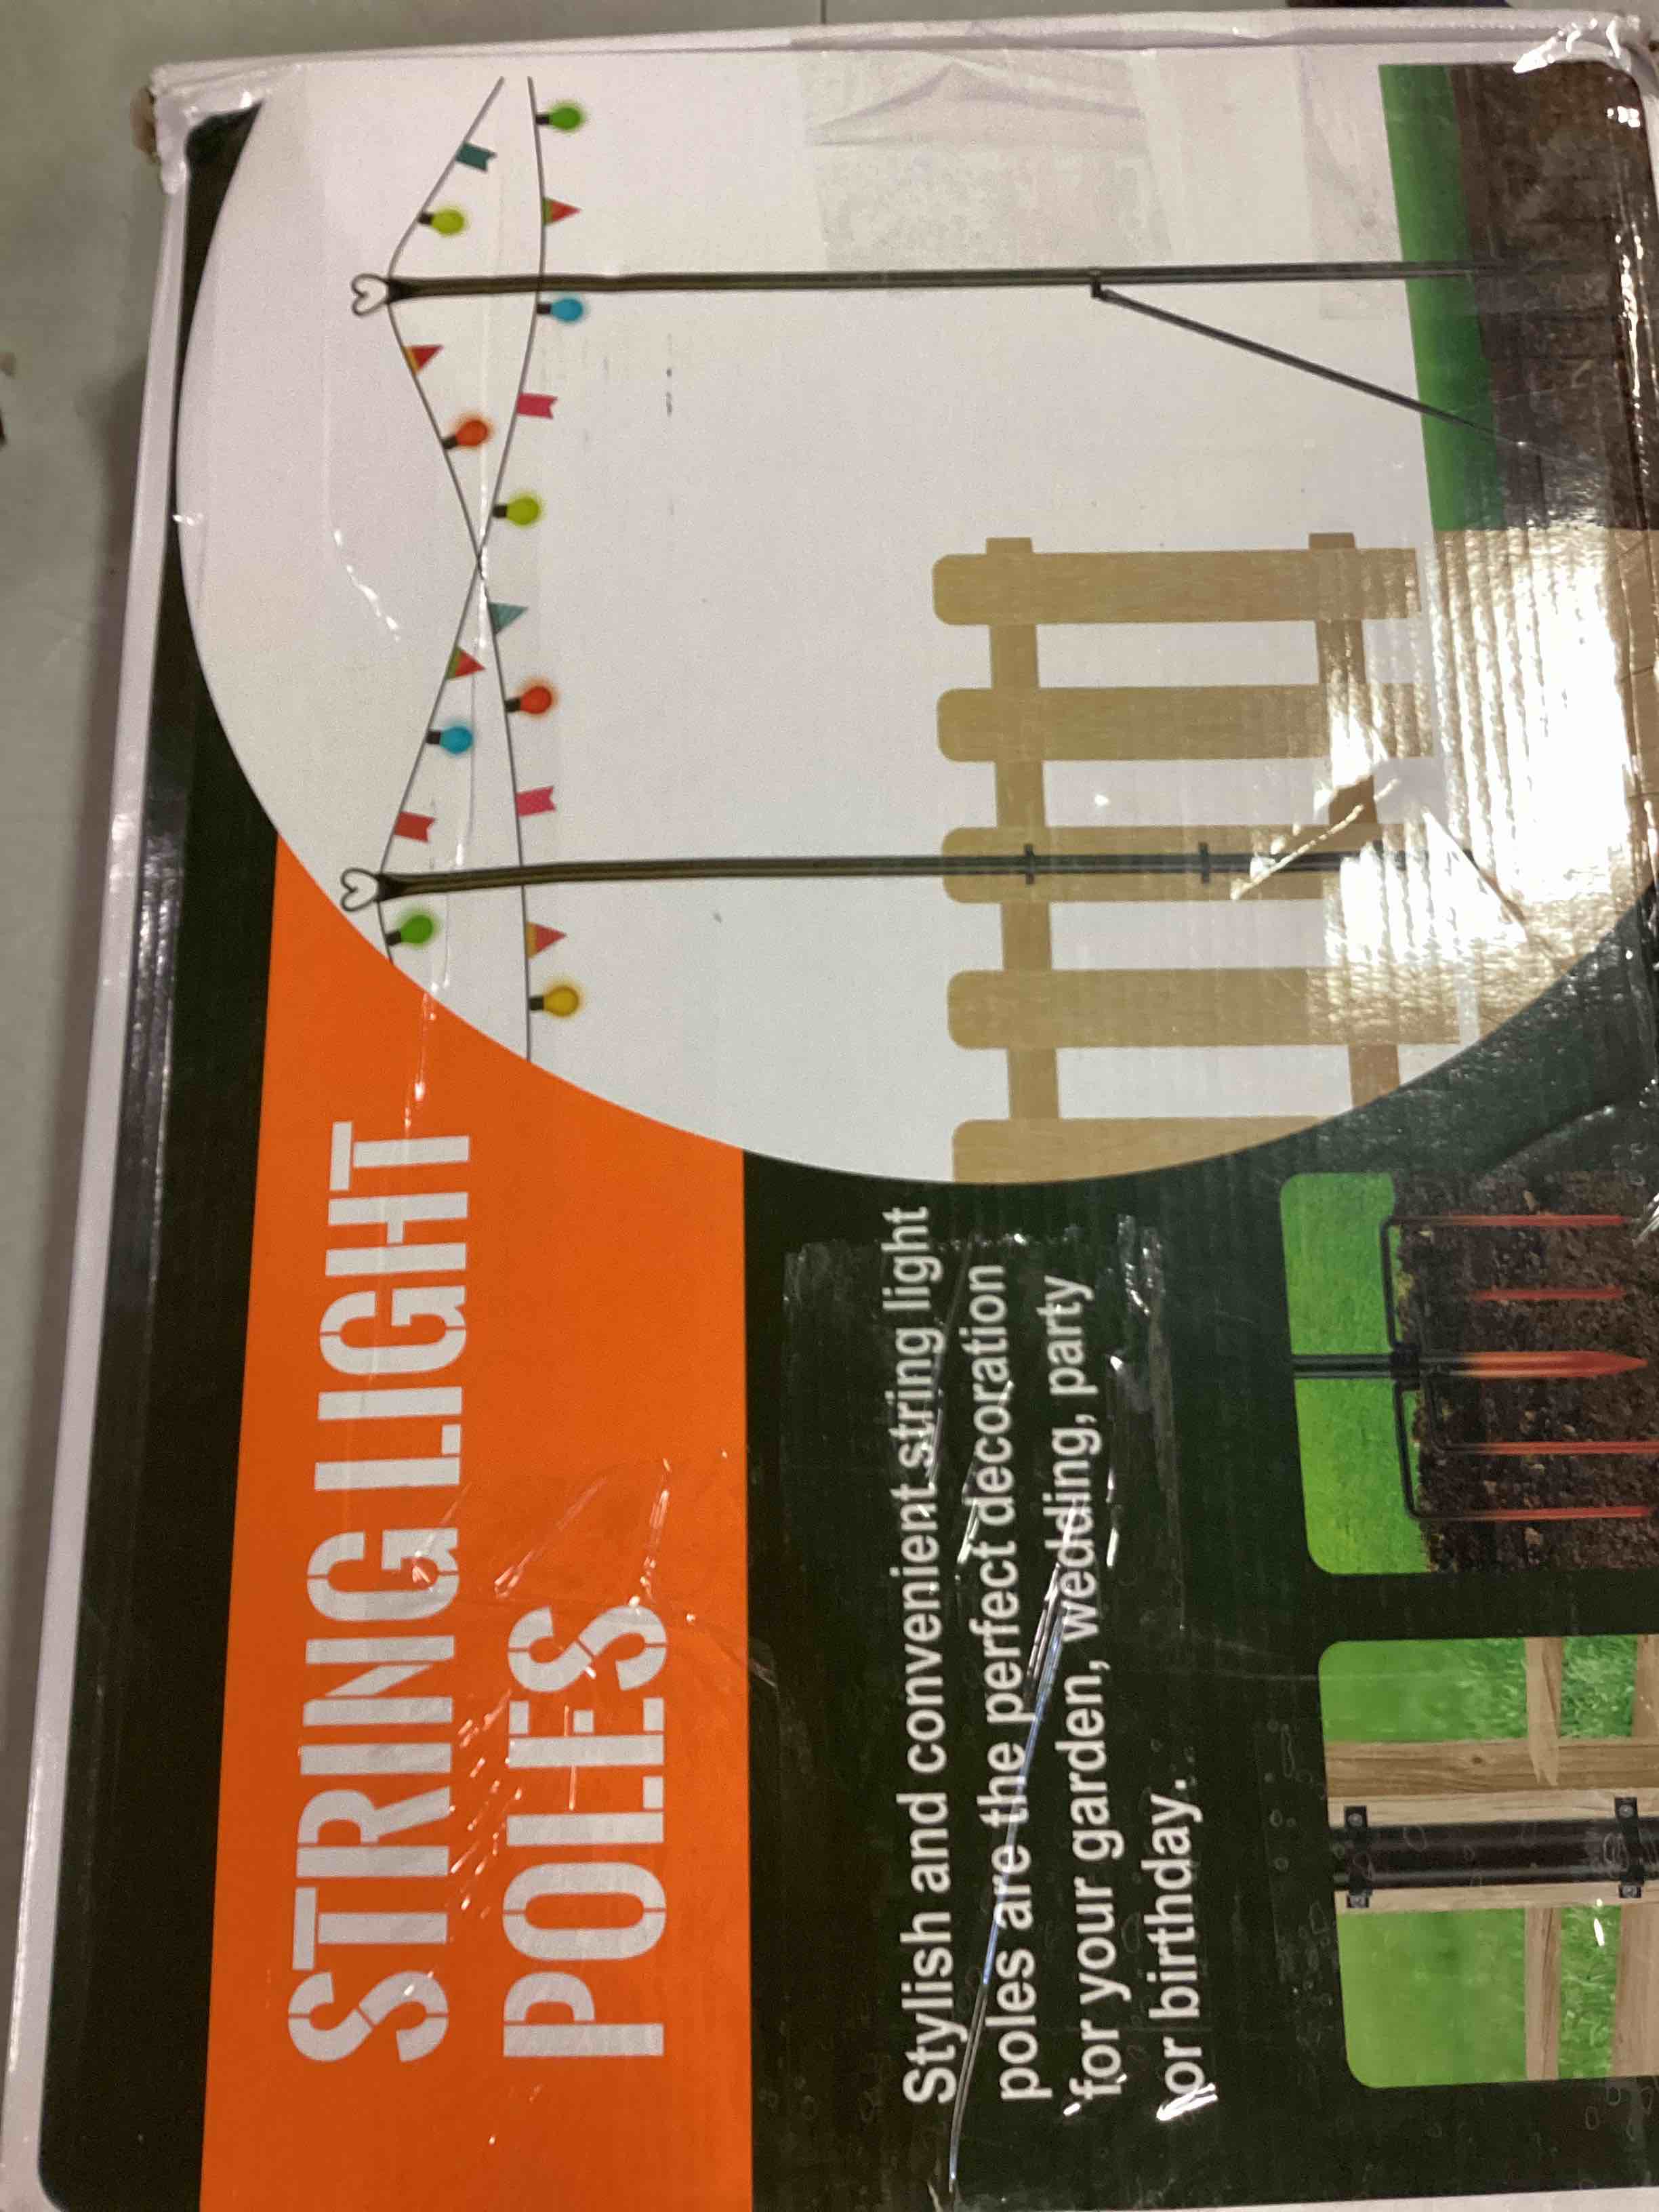 STRING LIGHT
POLES
Stylish and convenient string light
poles are the perfect decoration
for your garden, wedding, party
or birthday.